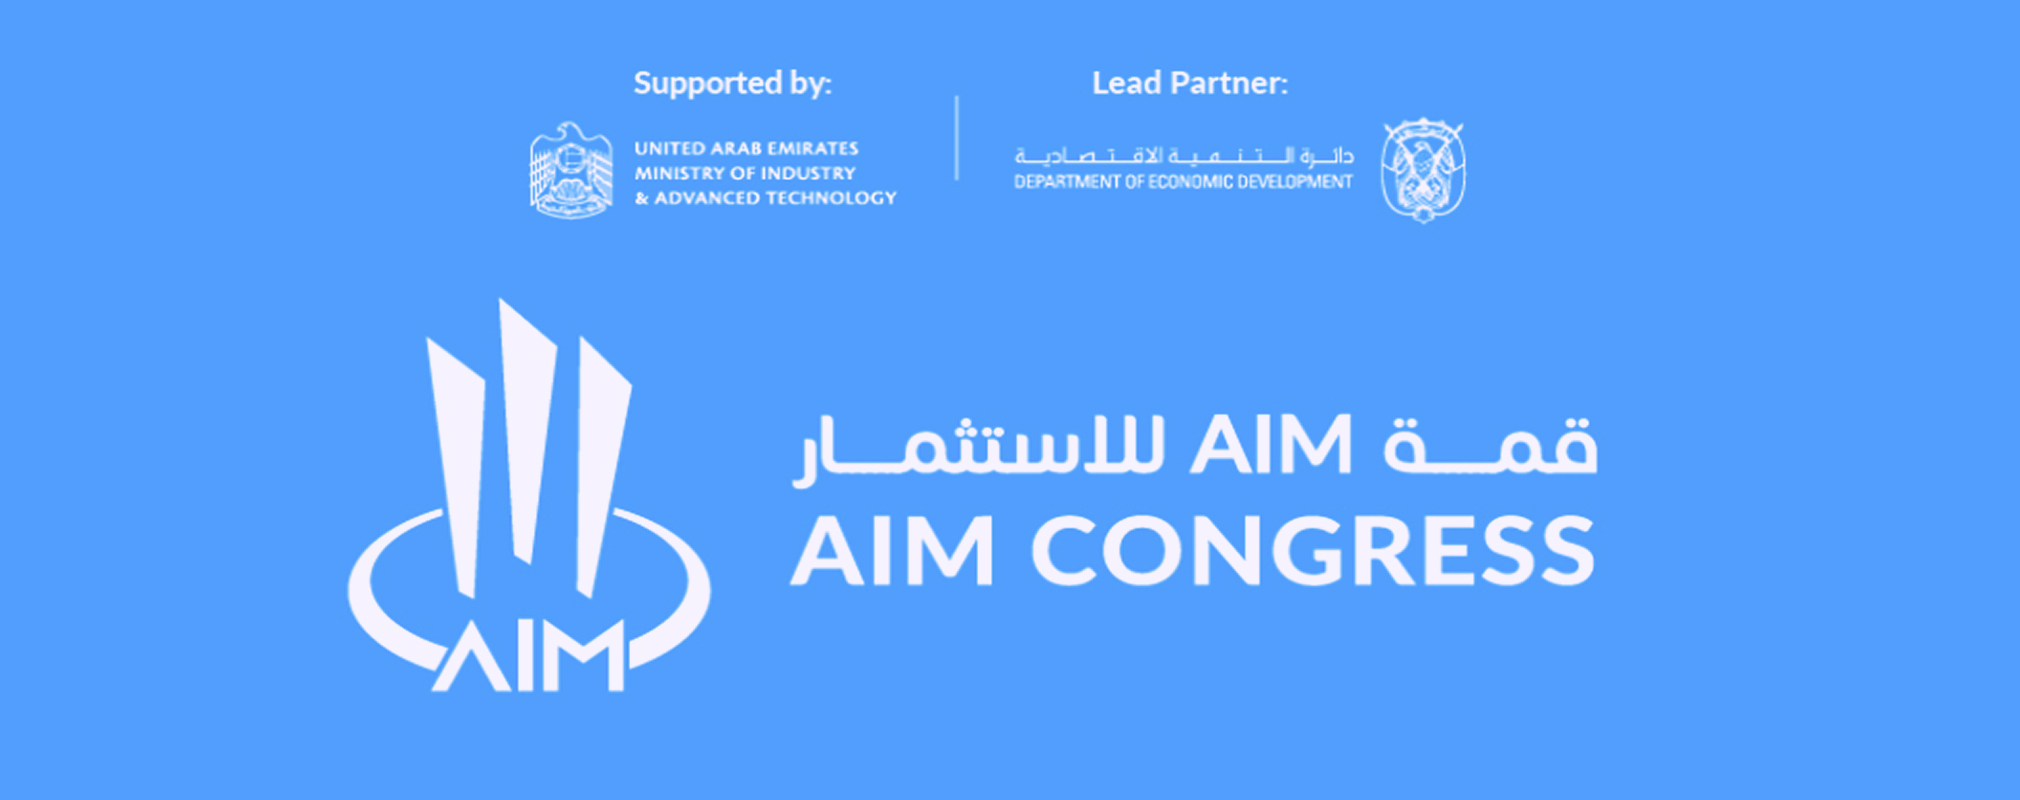 Supported by:
UNITED ARAB EMIRATES
MINISTRY OF INDUSTRY
& ADVANCED TECHNOLOGY
Lead Partner:
دائرة التنمية الاقتصادية
DEPARTMENT OF ECONOMIC DEVELOPMENT
AIM
قمة AIM للاستثمار
AIM CONGRESS